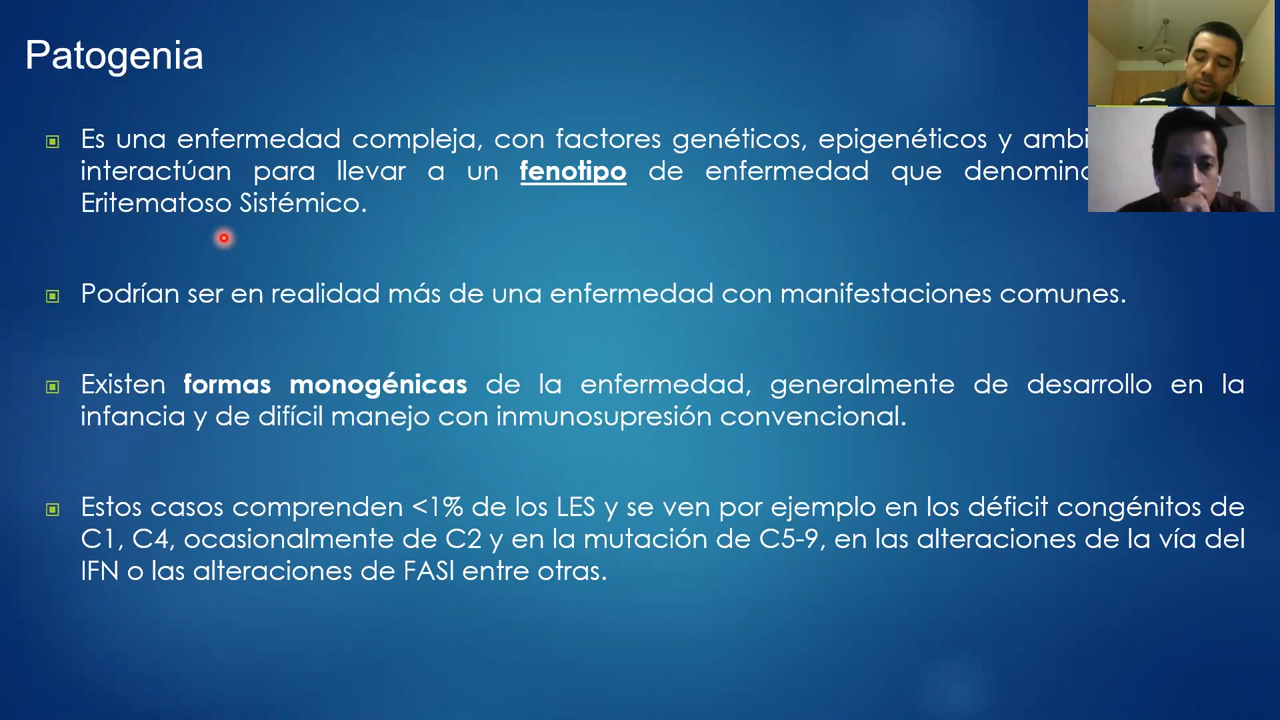 Patogenia
Es una enfermedad compleja, con factores genéticos, epigenéticos y
interactúan para llevar a un fenotipo de enfermedad que
Eritematoso Sistémico.
Podrían ser en realidad más de una enfermedad con manifestaciones comunes.
Existen formas monogénicas de la enfermedad, generalmente de desarrollo en la
infancia y de difícil manejo con inmunosupresión convencional.
Estos casos comprenden <1% de los LES y se ven por ejemplo en los déficit congénitos de
C1, C4, ocasionalmente de C2 y en la mutación de C5-9, en las alteraciones de la vía del
IFN o las alteraciones de FASl entre otras.